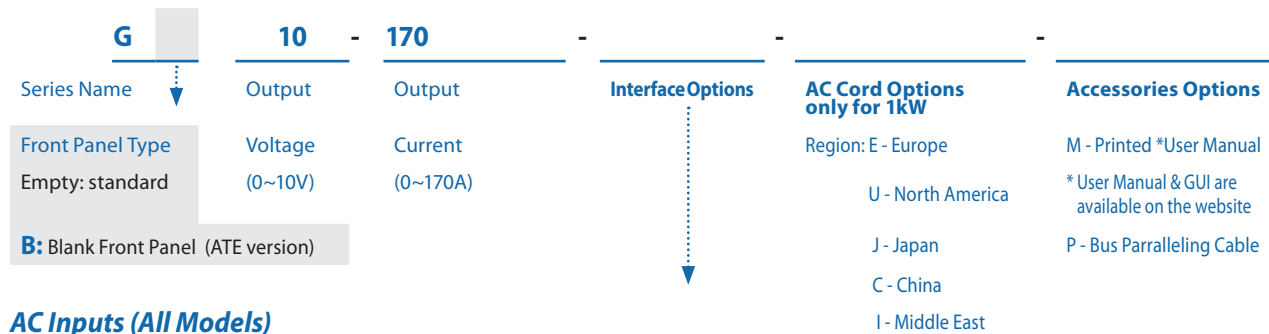 G 10 - 170 - - -
Series Name Output Output Interface Options AC Cord Options only for 1kW Accessories Options
Front Panel Type Voltage Current Region: E - Europe M - Printed *User Manual
Empty: standard (0~10V) (0~170A) U - North America * User Manual & GUI are available on the website
B: Blank Front Panel (ATE version) J - Japan P - Bus Parralleling Cable
C - China
AC Inputs (All Models) I - Middle East